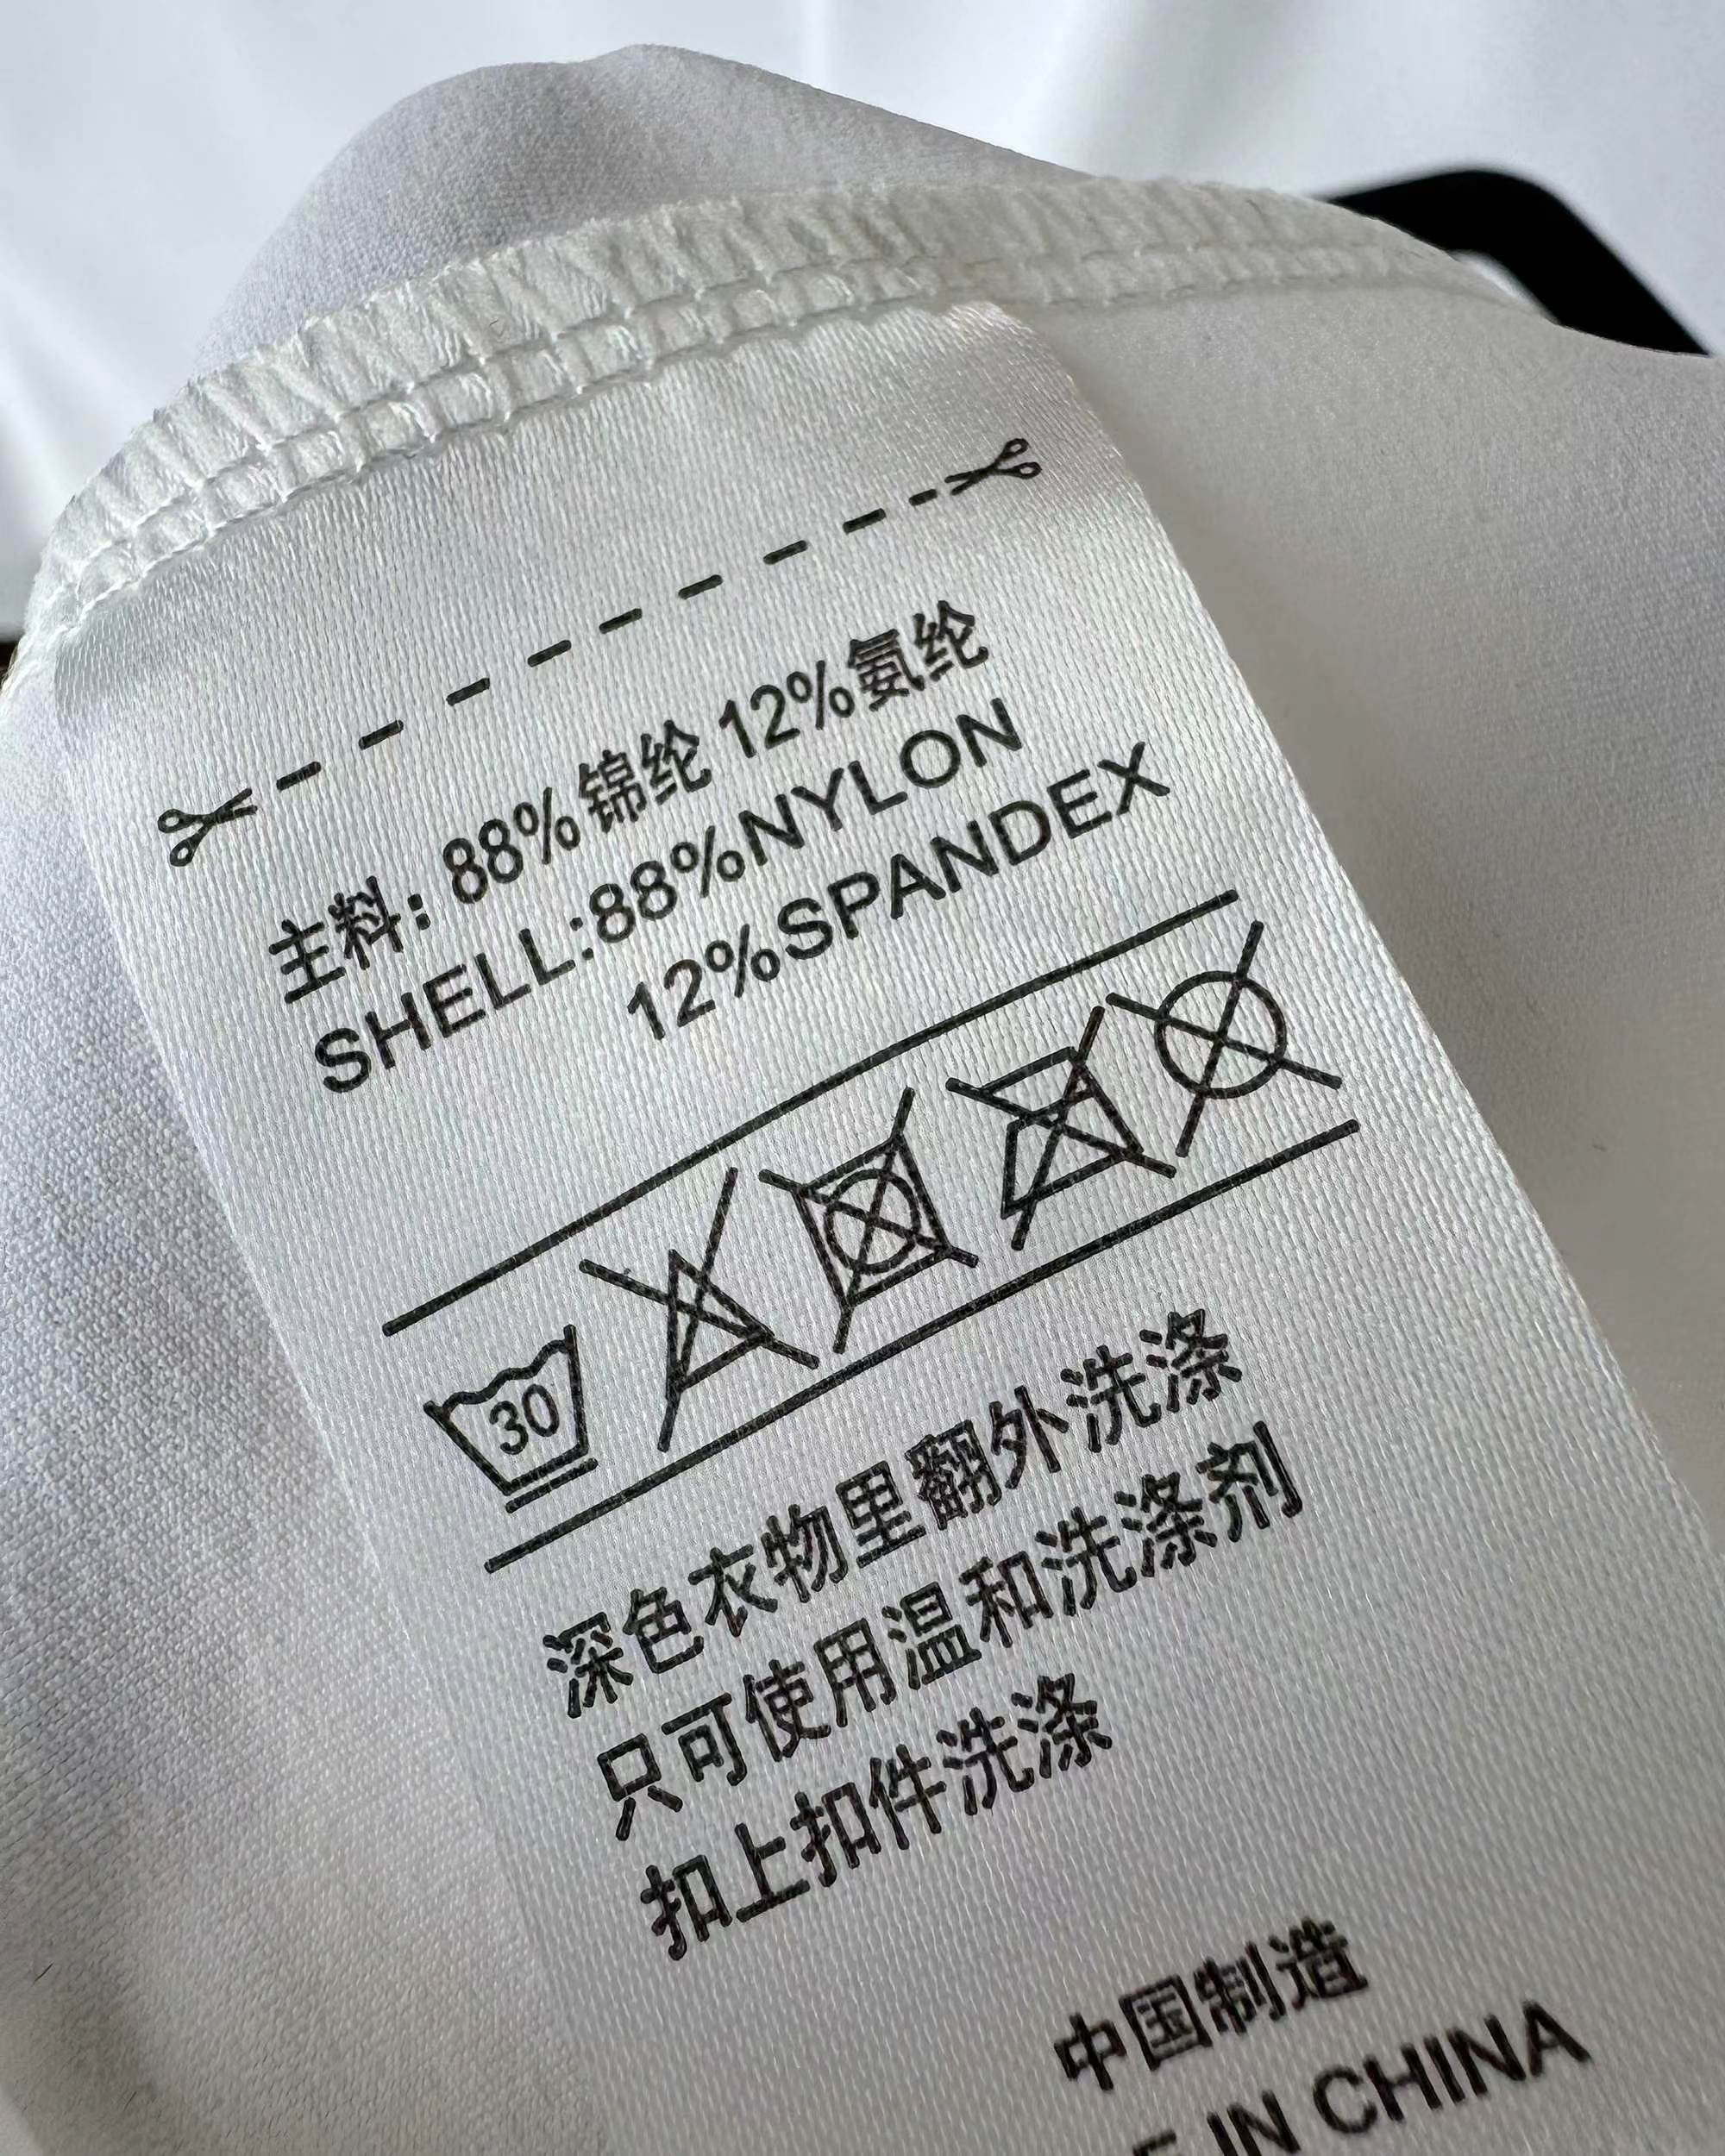 主料: 88%锦纶 12%氨纶
SHELL:88%NYLON
12%SPANDEX
30
深色衣物里翻外洗涤
只可使用温和洗涤剂
扣上扣件洗涤
中国制造
IN CHINA